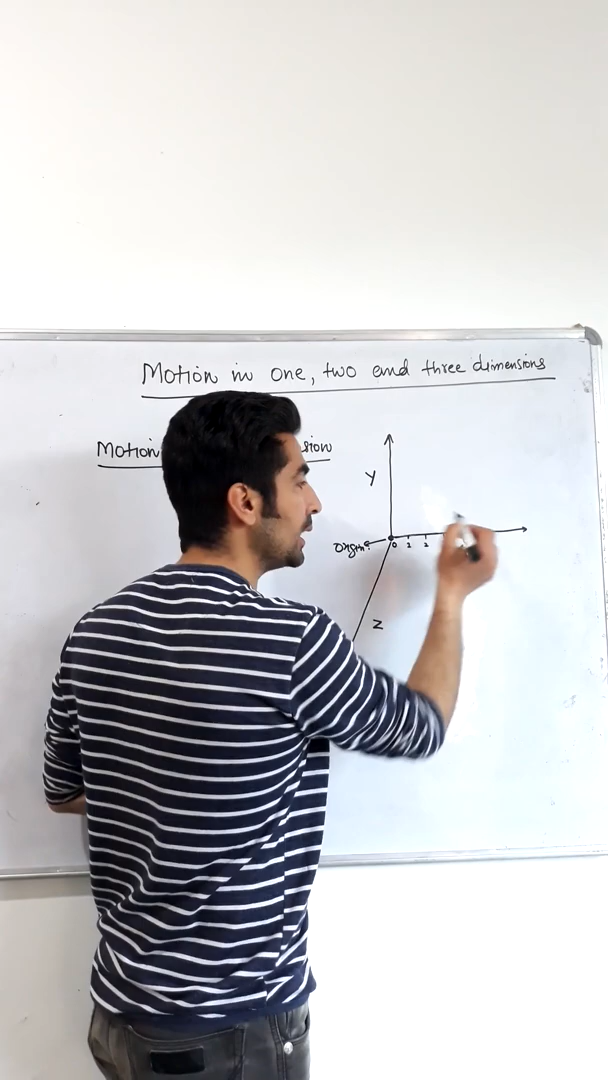 Motion in one, two and three dimensions
Motion sion
Y
Origin
0 1 2
Z